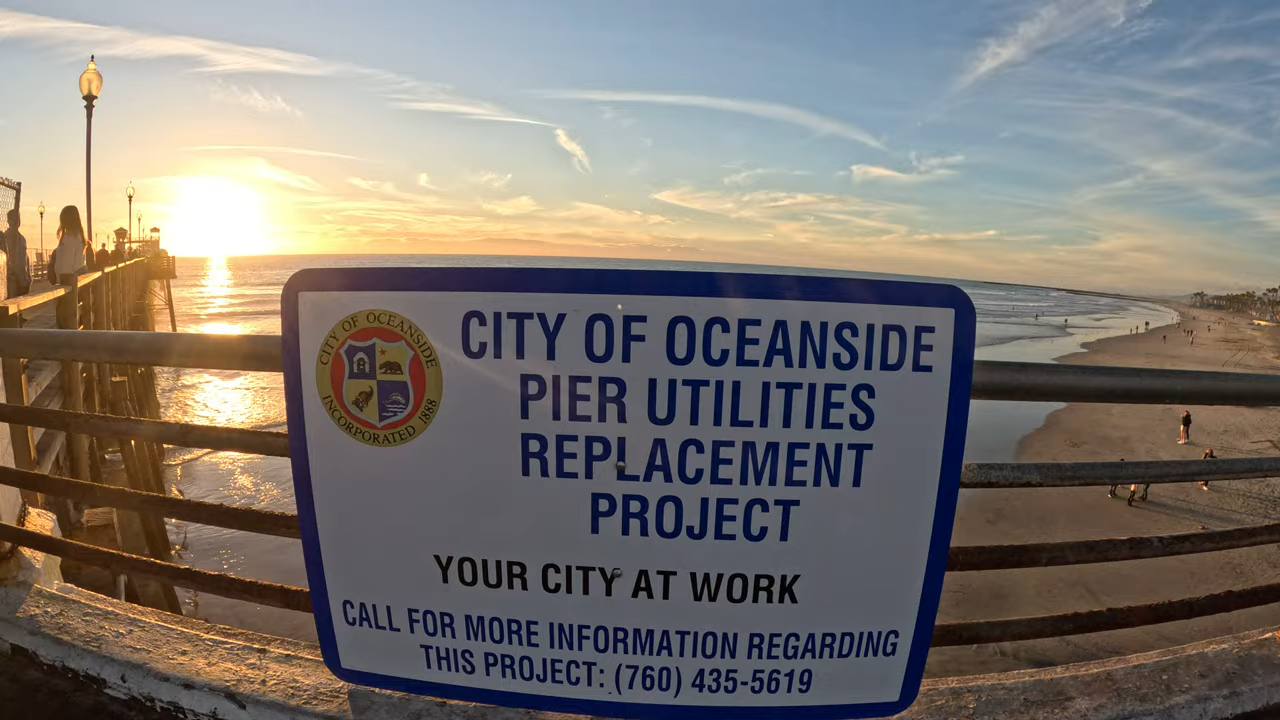 CITY OF OCEANSIDE
INCORPORATED 1888
CITY OF OCEANSIDE
PIER UTILITIES
REPLACEMENT
PROJECT
YOUR CITY AT WORK
CALL FOR MORE INFORMATION REGARDING
THIS PROJECT: (760) 435-5619